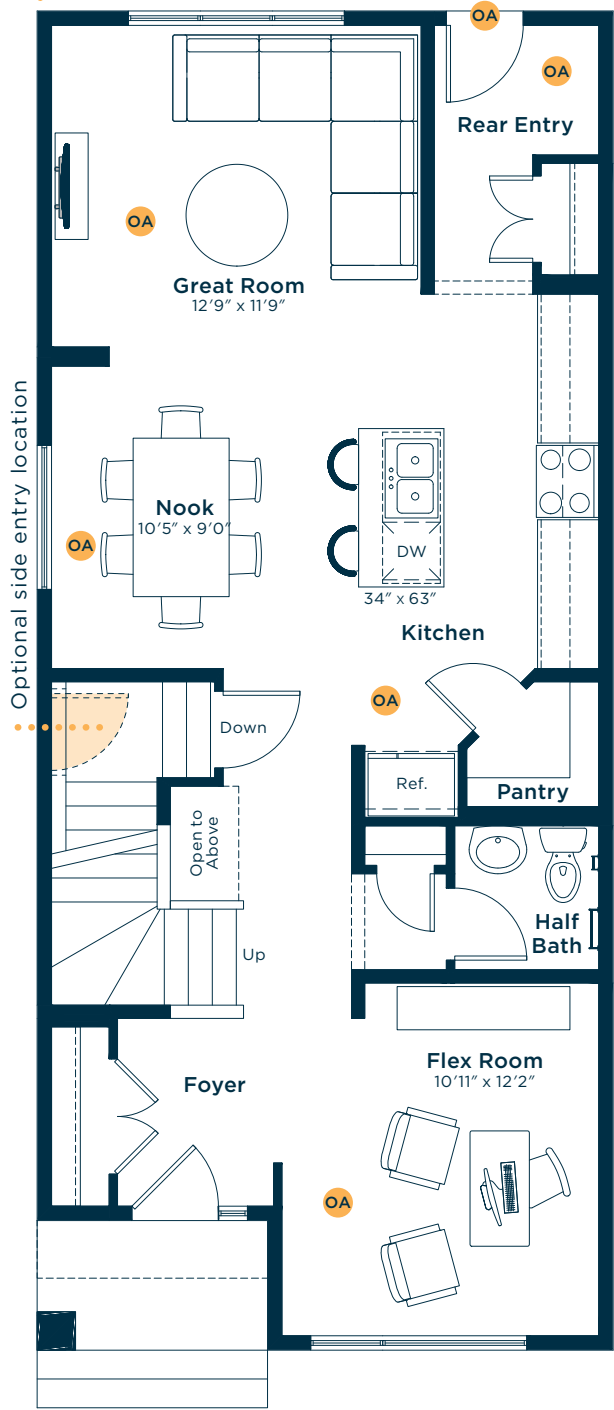 OA
OA
Rear Entry
OA
Great Room
12'9" x 11'9"
Optional side entry location
Nook
10'5" x 9'0"
OA
DW
34" x 63"
Kitchen
OA
Down
Ref.
Pantry
Open to
Above
Half
Bath
Up
Flex Room
10'11" x 12'2"
Foyer
OA